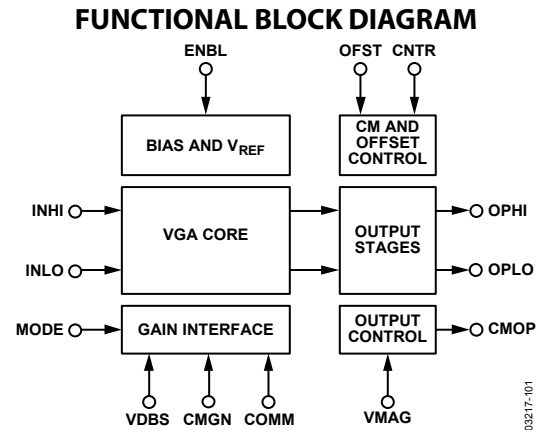 FUNCTIONAL BLOCK DIAGRAM
ENBL
OFST CNTR
BIAS AND VREF
CM AND
OFFSET
CONTROL
INHI
INLO
VGA CORE
OUTPUT
STAGES
OPHI
OPLO
MODE
GAIN INTERFACE
OUTPUT
CONTROL
CMOP
VDBS CMGN COMM
VMAG
03217-101